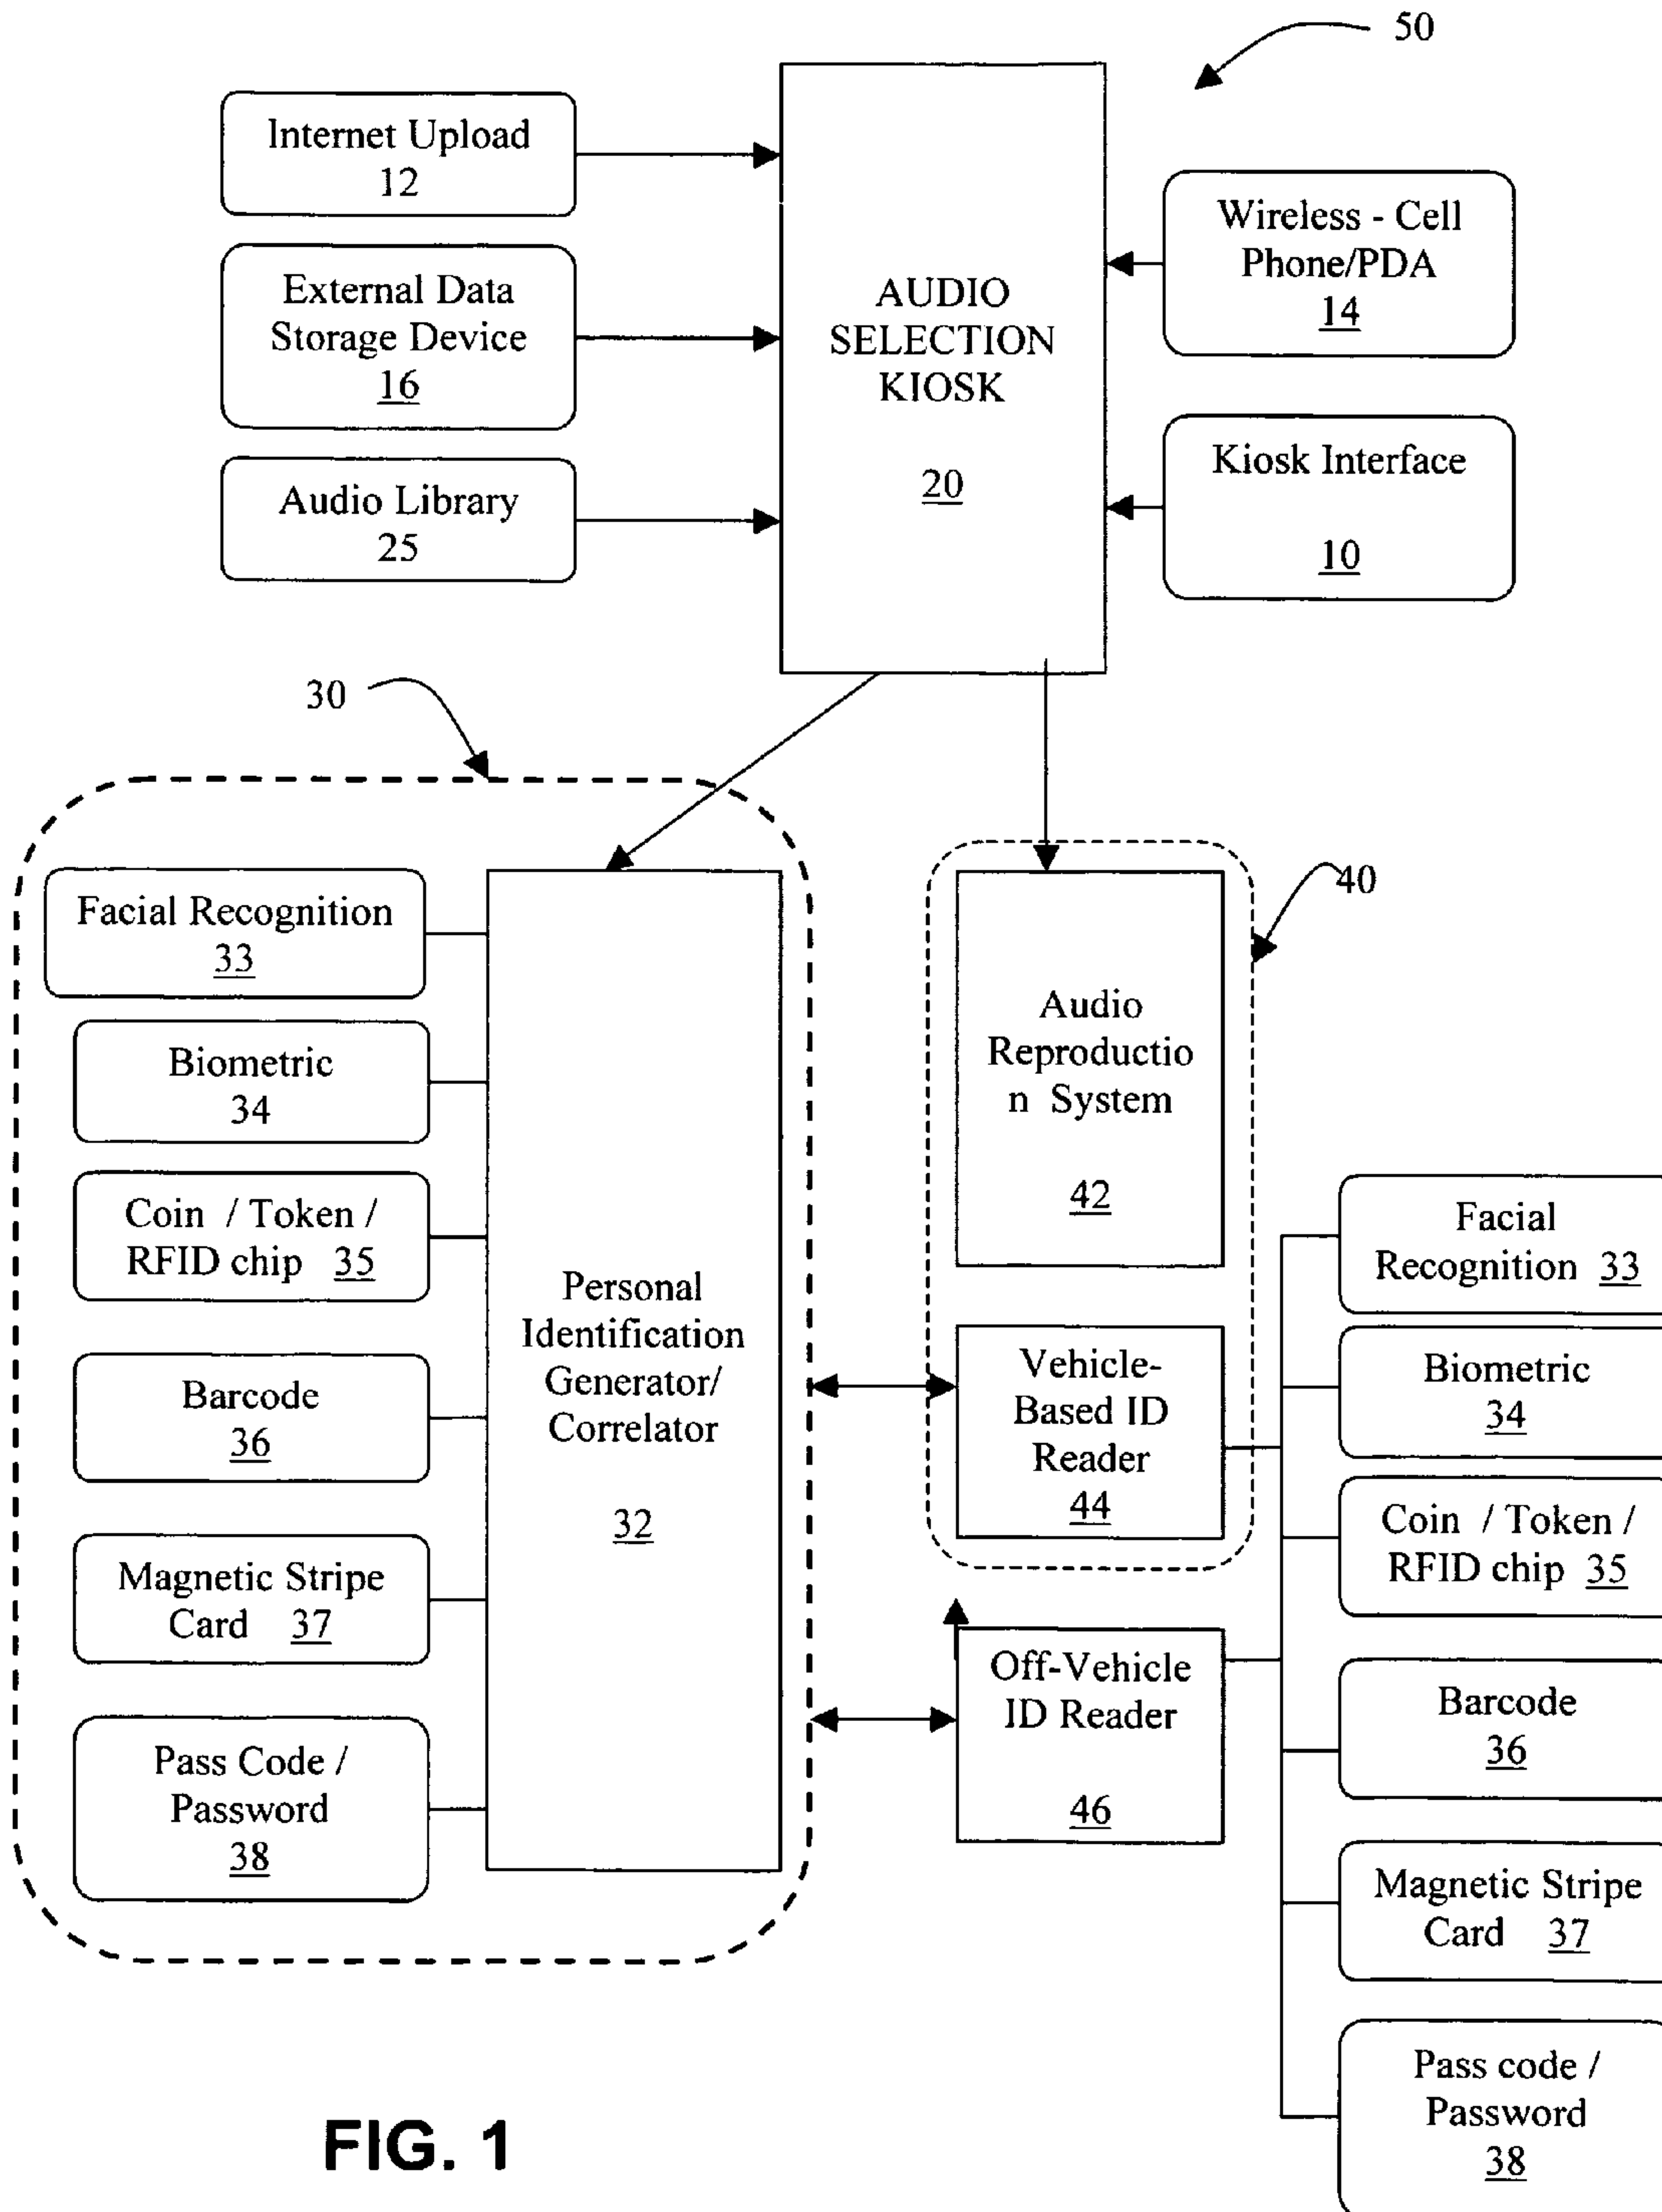 50
Internet Upload
12
External Data
Storage Device
16
Audio Library
25
AUDIO
SELECTION
KIOSK
20
Wireless - Cell
Phone/PDA
14
Kiosk Interface
10
30
Facial Recognition
33
Biometric
34
Coin / Token /
RFID chip 35
Barcode
36
Magnetic Stripe
Card 37
Pass Code /
Password
38
Personal
Identification
Generator/
Correlator
32
40
Audio
Reproductio
n System
42
Vehicle-
Based ID
Reader
44
Off-Vehicle
ID Reader
46
Facial
Recognition 33
Biometric
34
Coin / Token /
RFID chip 35
Barcode
36
Magnetic Stripe
Card 37
Pass code /
Password
38
FIG. 1